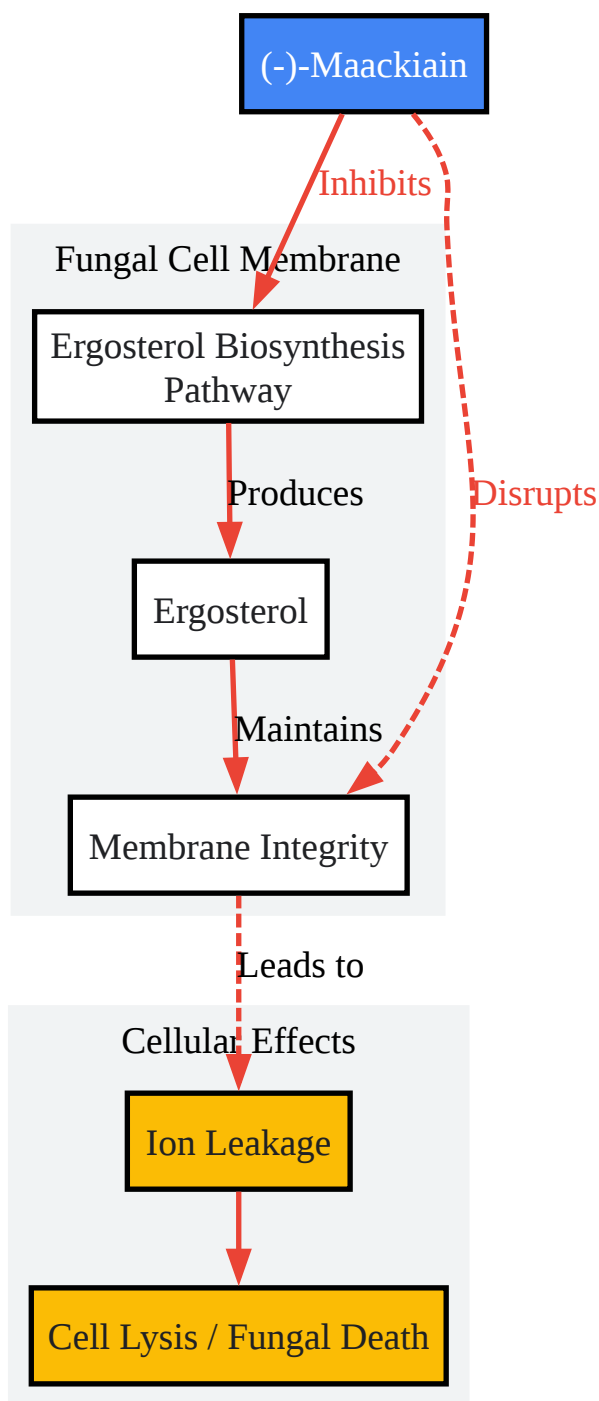 (-)-Maackiain
Inhibits
Fungal Cell Membrane
Ergosterol Biosynthesis
Pathway
Produces
Disrupts
Ergosterol
Maintains
Membrane Integrity
Leads to
Cellular Effects
Ion Leakage
Cell Lysis / Fungal Death